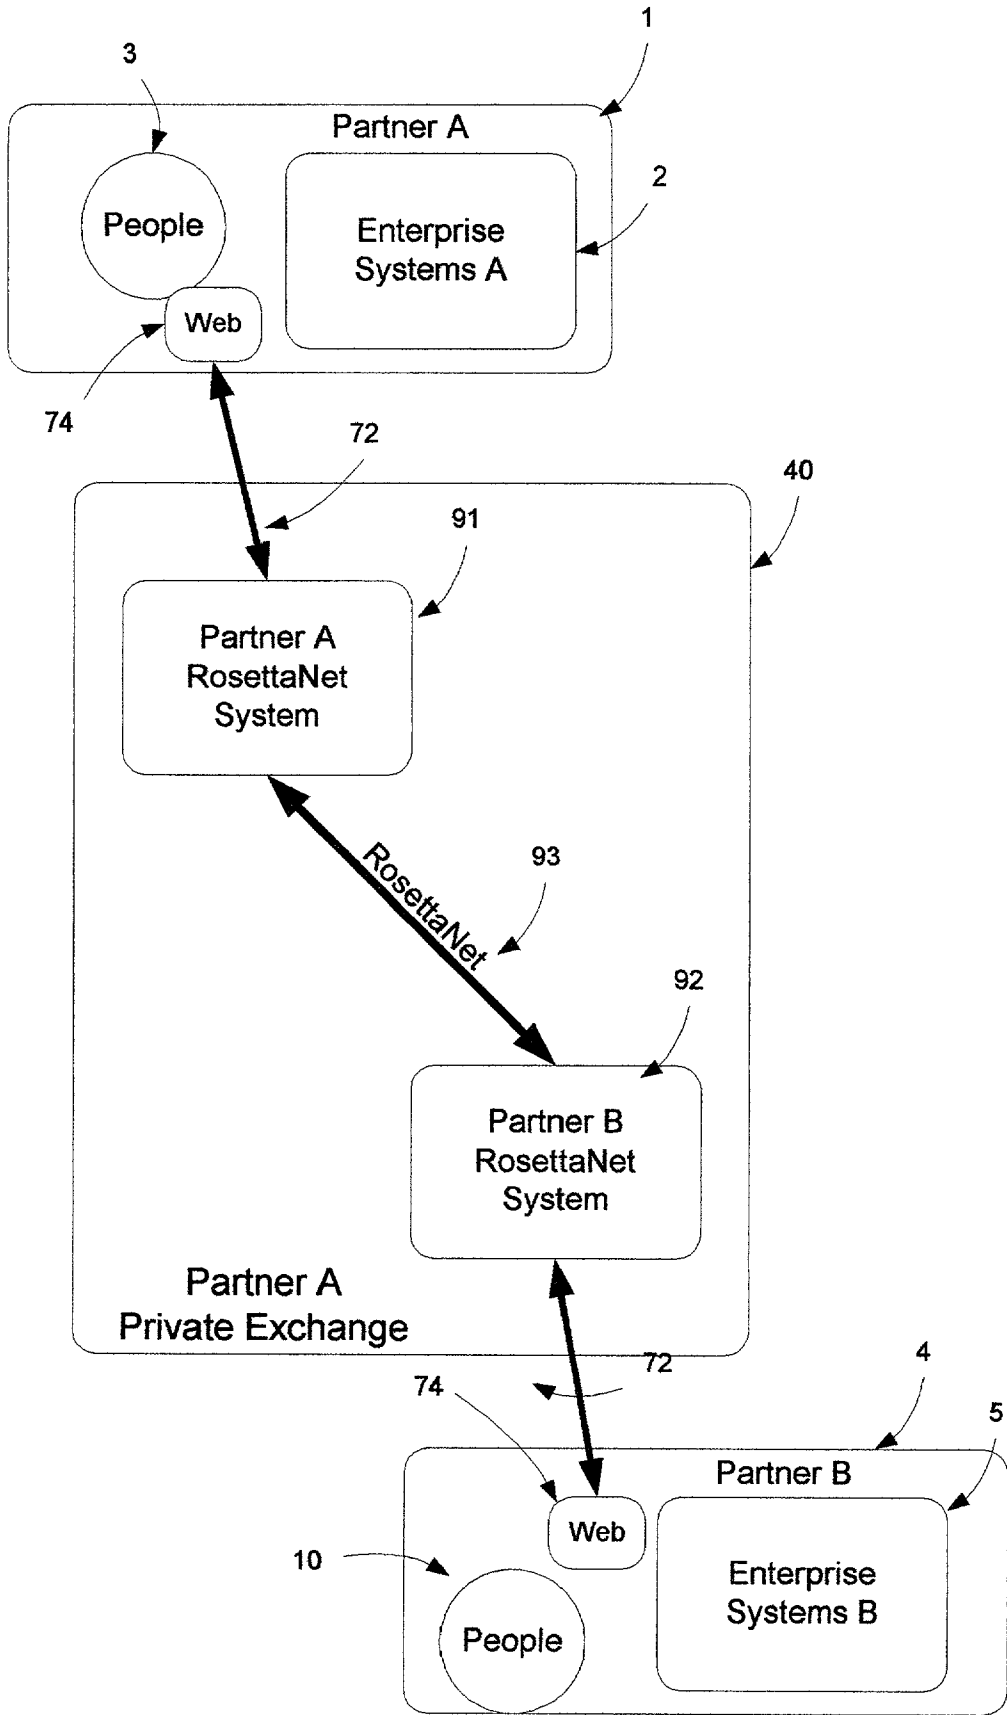 1
3
Partner A
2
People
Enterprise
Systems A
Web
74
72
40
91
Partner A
RosettaNet
System
RosettaNet
93
92
Partner B
RosettaNet
System
Partner A
Private Exchange
72
4
74
5
Partner B
Web
10
Enterprise
Systems B
People